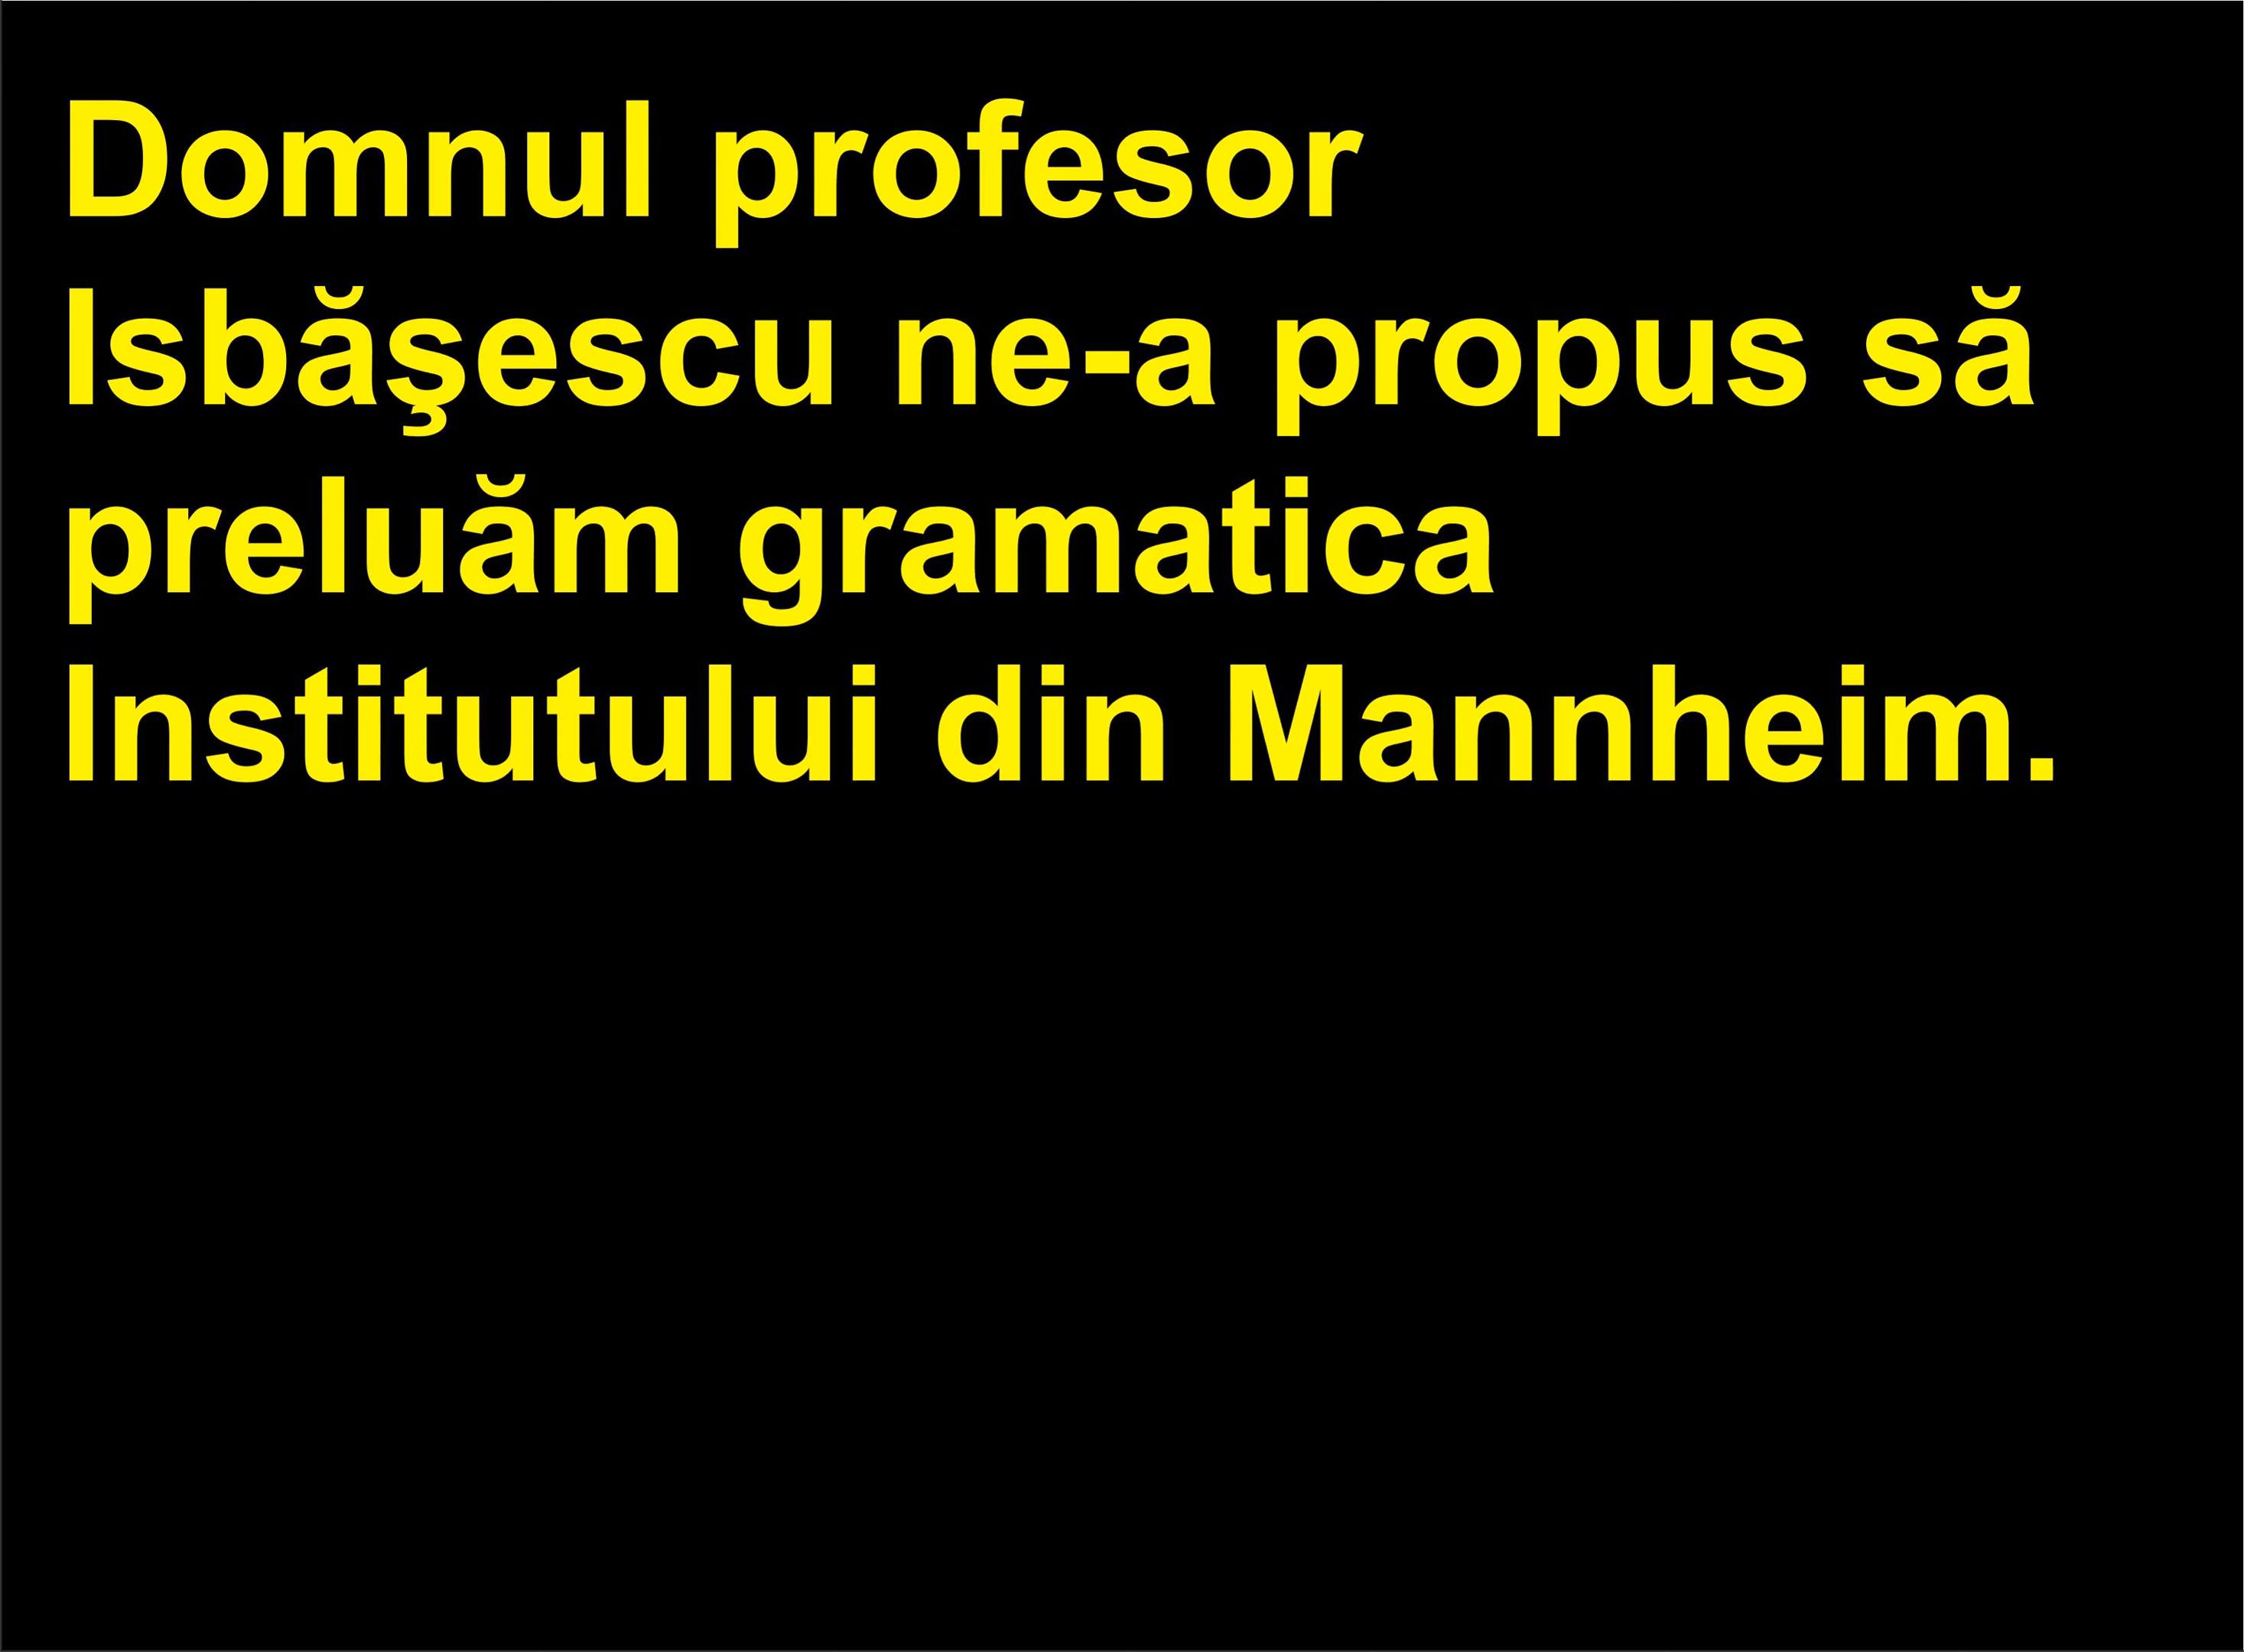 Domnul profesor
Isbăşescu ne-a propus să
preluăm gramatica
Institutului din Mannheim.